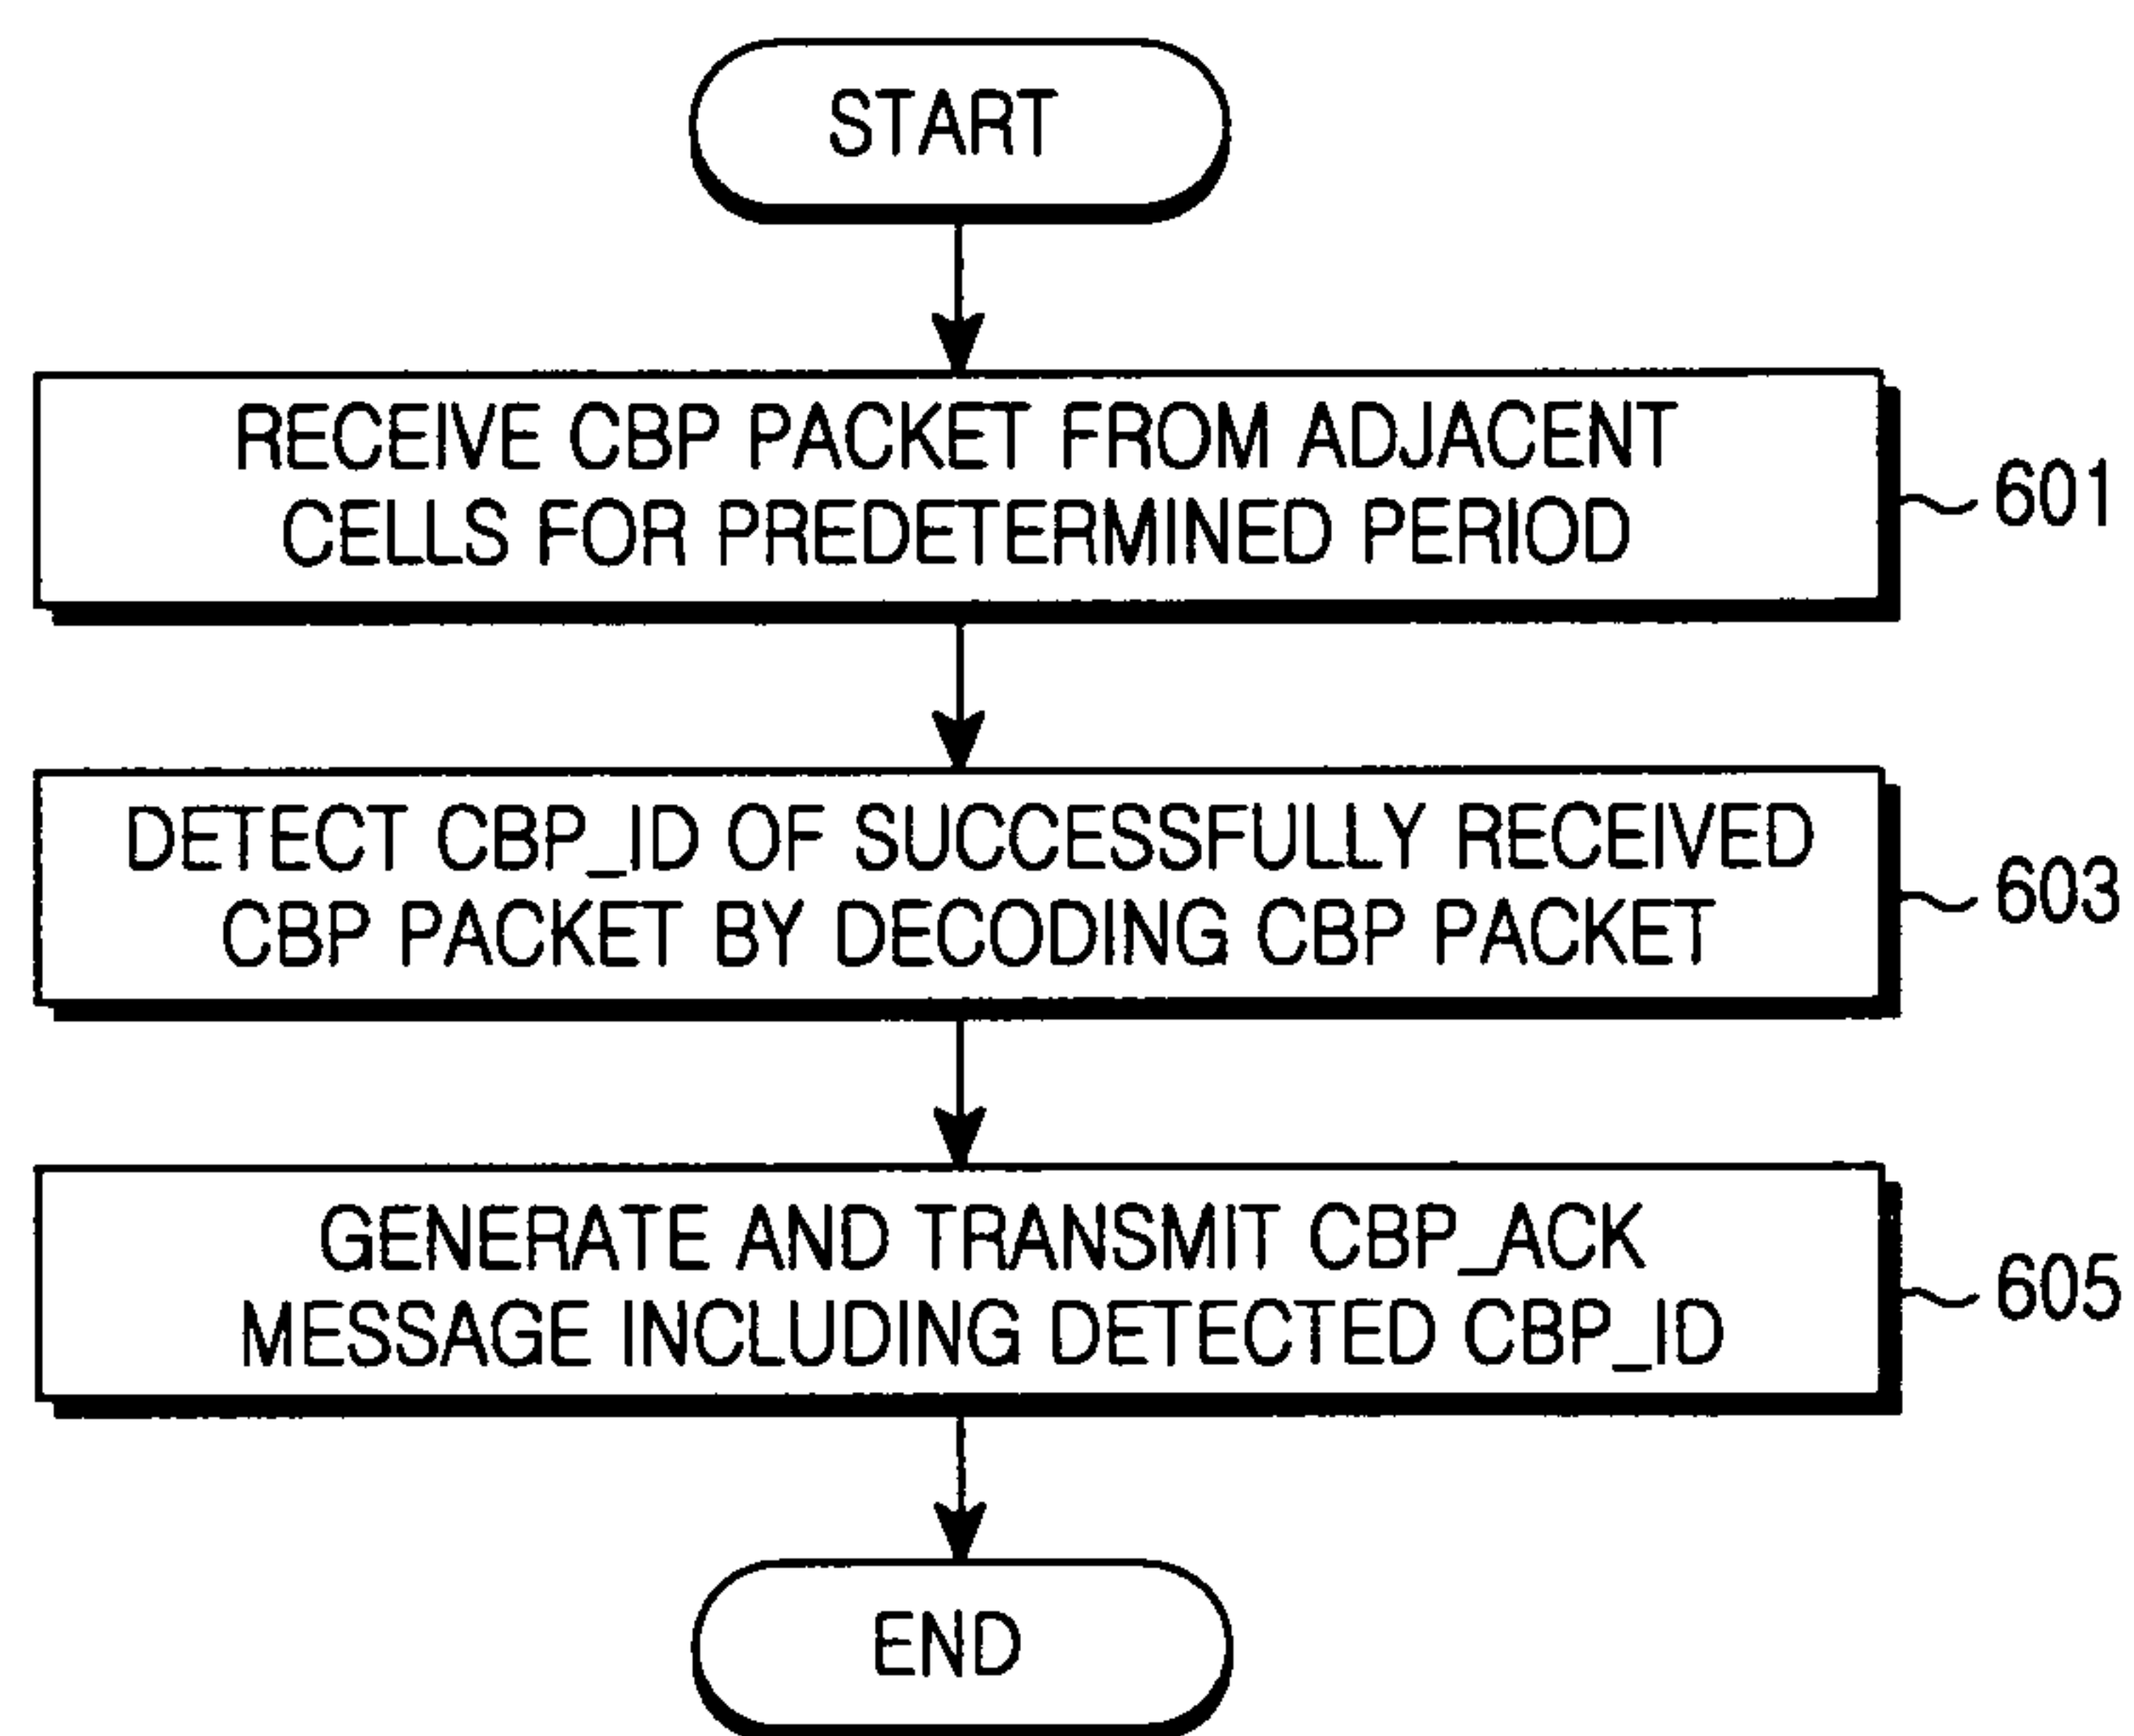 START
RECEIVE CBP PACKET FROM ADJACENT
CELLS FOR PREDETERMINED PERIOD
601
DETECT CBP_ID OF SUCCESSFULLY RECEIVED
CBP PACKET BY DECODING CBP PACKET
603
GENERATE AND TRANSMIT CBP_ACK
MESSAGE INCLUDING DETECTED CBP_ID
605
END